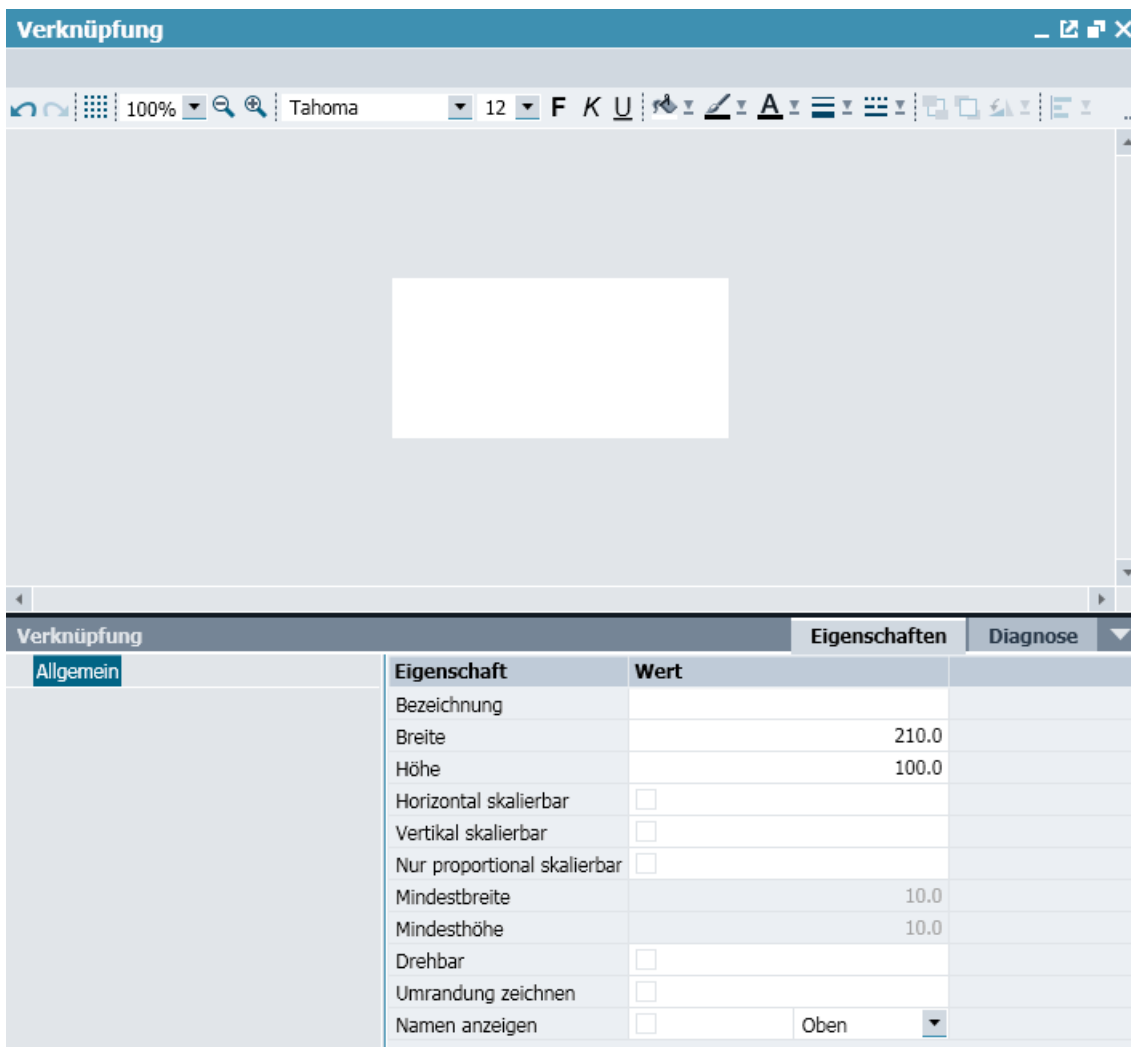 Verknüpfung
100% Tahoma 12 F K U A
Verknüpfung Eigenschaften Diagnose
Allgemein
Eigenschaft Wert
Bezeichnung
Breite 210.0
Höhe 100.0
Horizontal skalierbar
Vertikal skalierbar
Nur proportional skalierbar
Mindestbreite 10.0
Mindesthöhe 10.0
Drehbar
Umrandung zeichnen
Namen anzeigen Oben